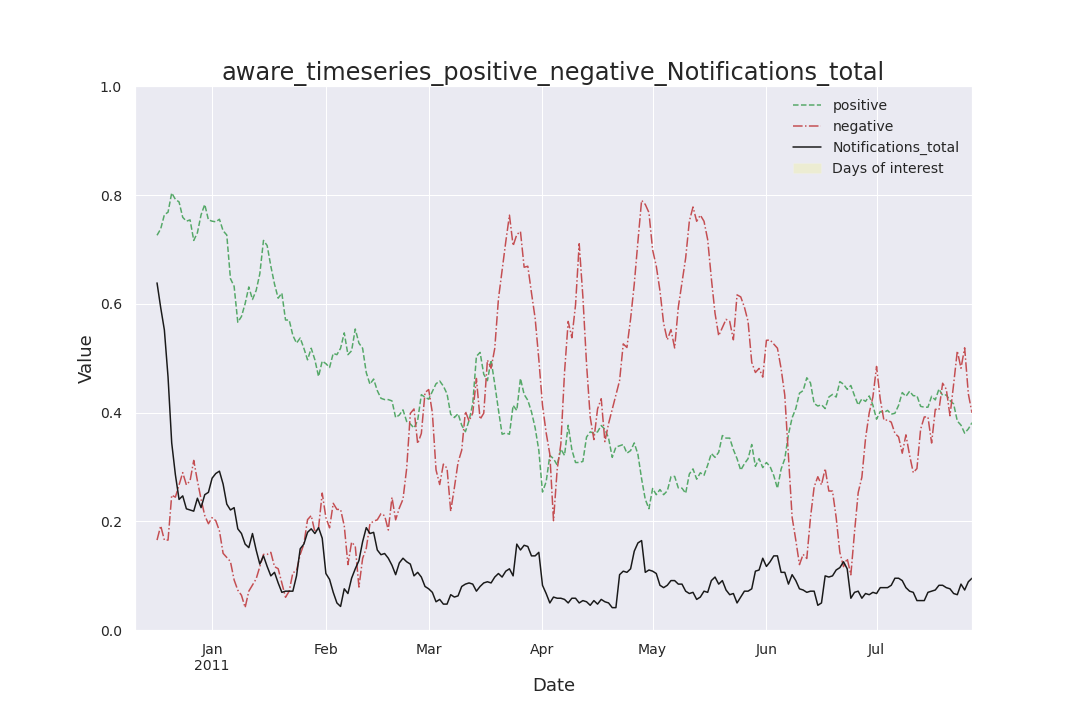 aware_timeseries_positive_negative_Notifications_total
1.0
0.8
0.6
0.4
0.2
0.0
Value
positive
negative
Notifications_total
Days of interest
Jan
2011
Feb
Mar
Apr
May
Jun
Jul
Date